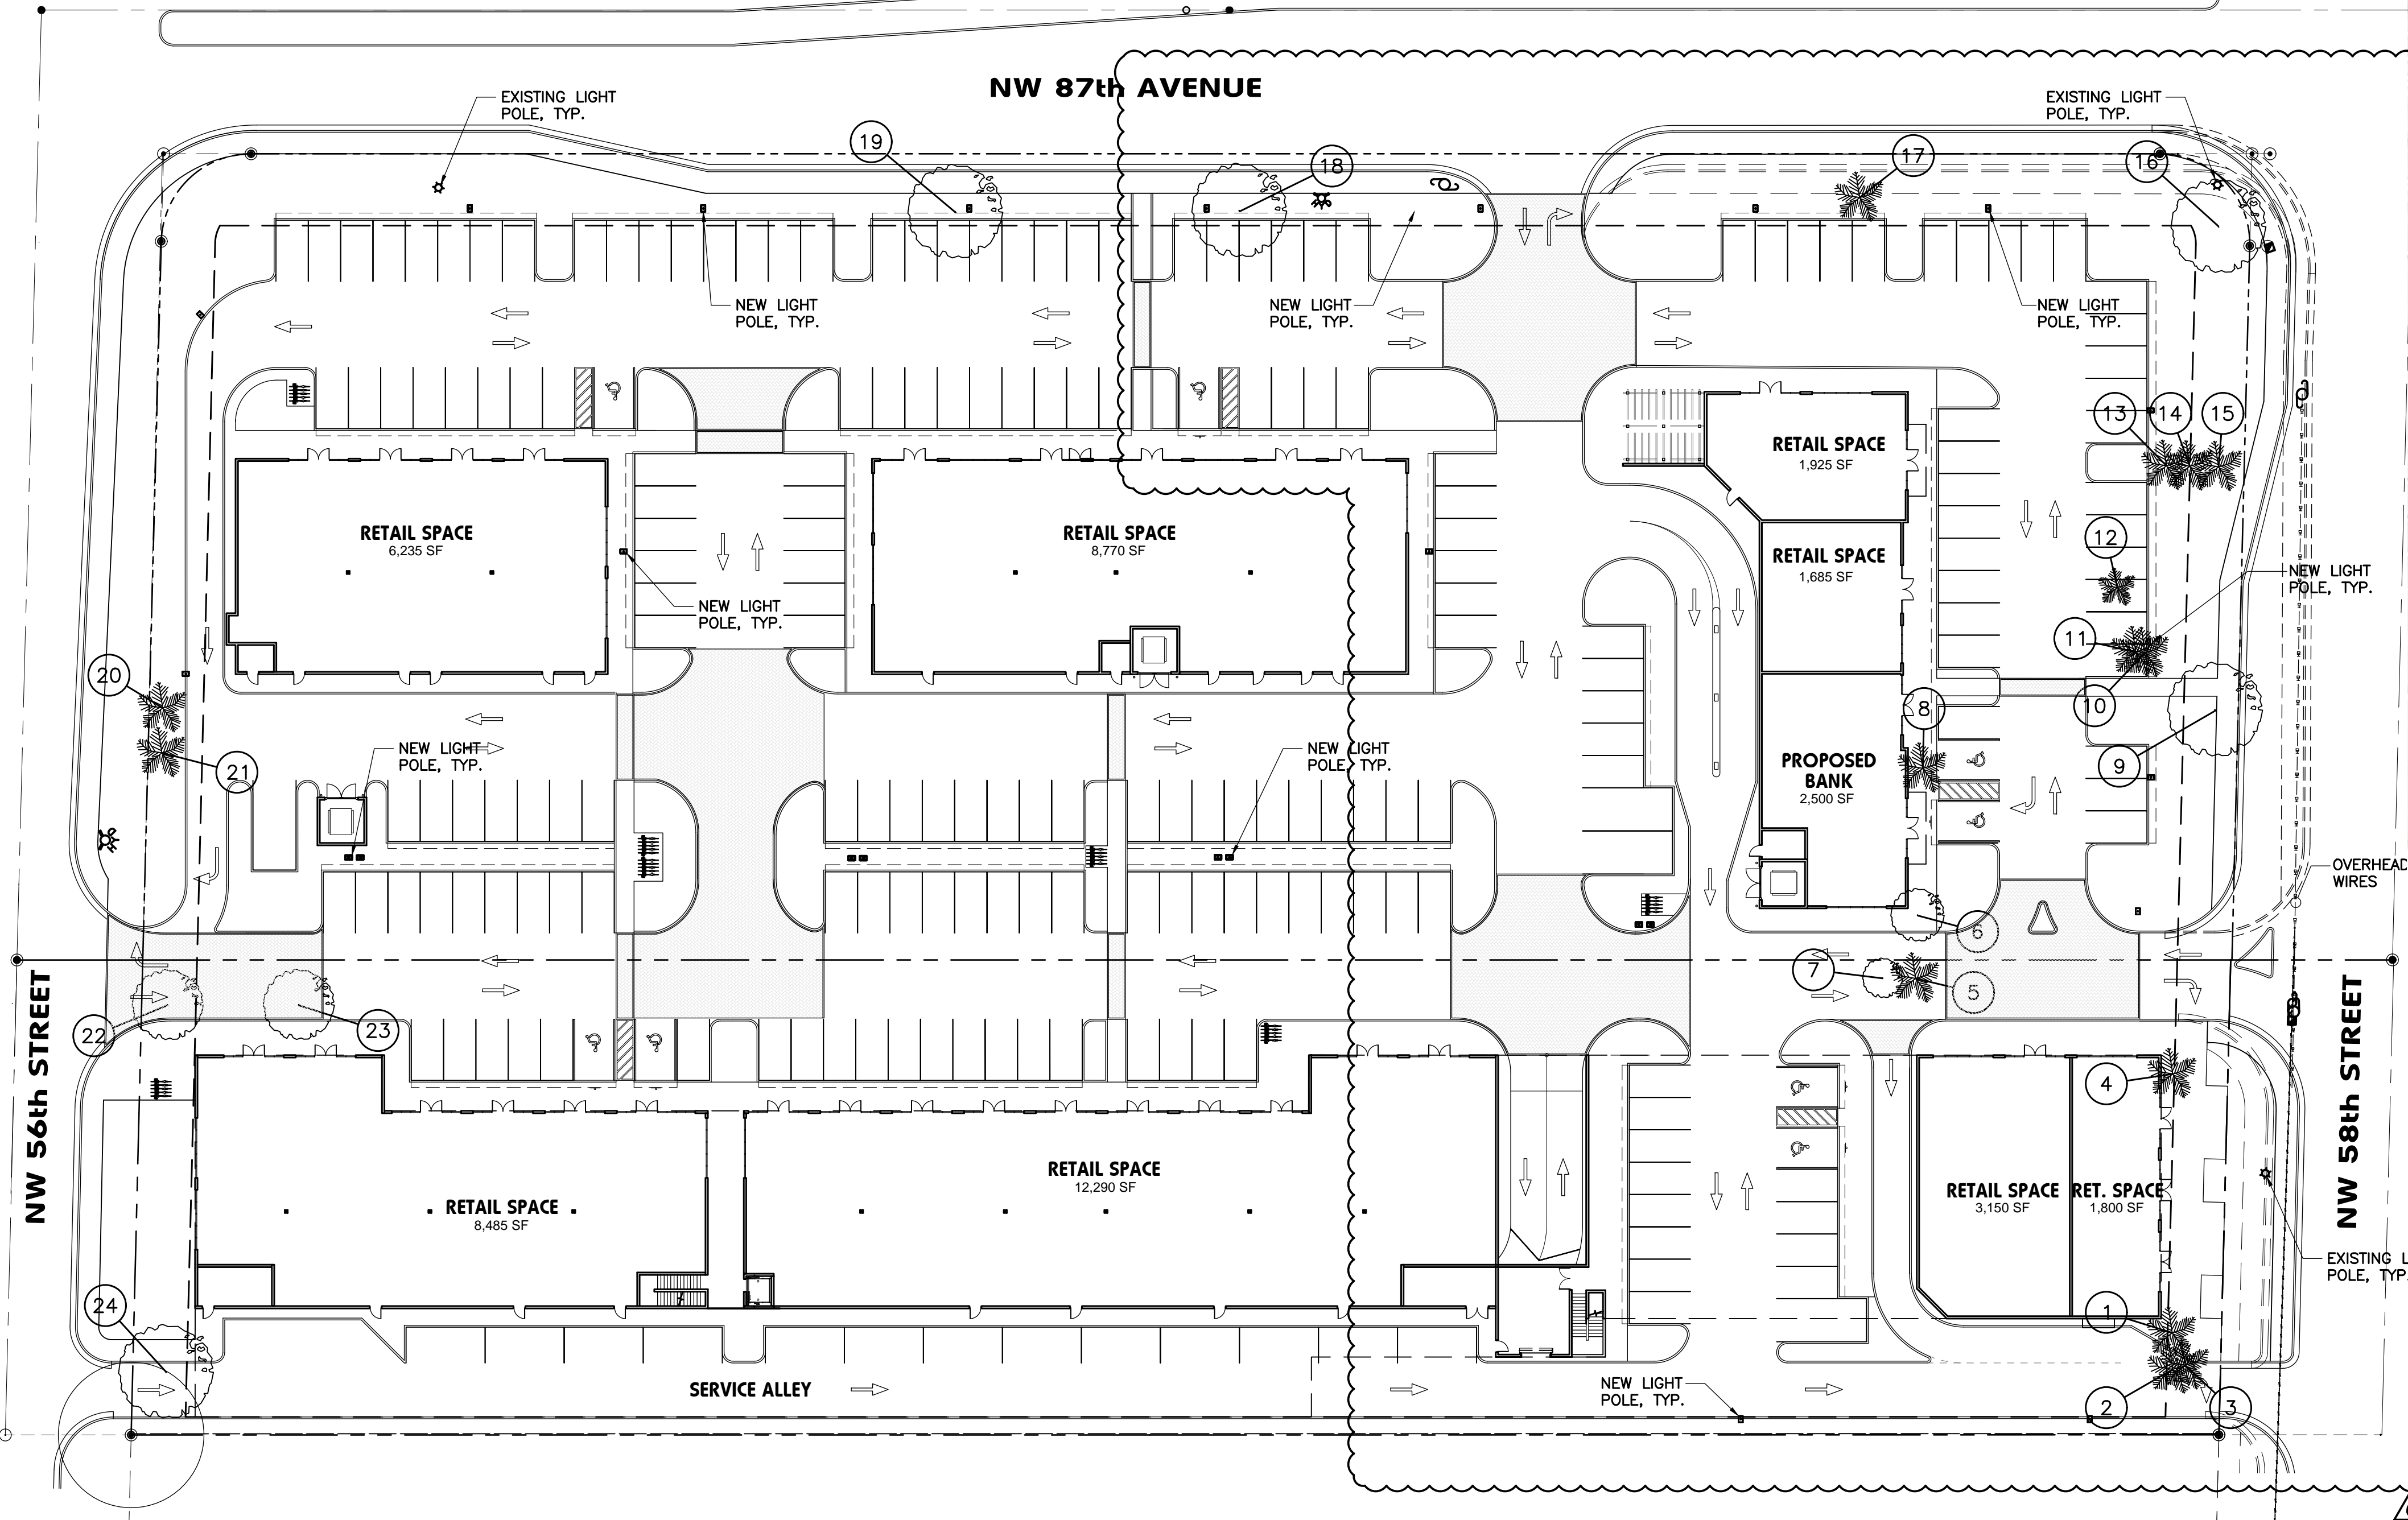 NW 87th AVENUE
EXISTING LIGHT
POLE, TYP.
EXISTING LIGHT
POLE, TYP.
19
18
17
16
NEW LIGHT
POLE, TYP.
NEW LIGHT
POLE, TYP.
NEW LIGHT
POLE, TYP.
13
14
15
RETAIL SPACE
1,925 SF
RETAIL SPACE
6,235 SF
RETAIL SPACE
8,770 SF
RETAIL SPACE
1,685 SF
12
NEW LIGHT
POLE, TYP.
NEW LIGHT
POLE, TYP.
11
20
10
8
21
NEW LIGHT
POLE, TYP.
NEW LIGHT
POLE, TYP.
PROPOSED
BANK
2,500 SF
9
OVERHEAD
WIRES
6
7
5
22
23
NW 56th STREET
NW 58th STREET
4
RETAIL SPACE
12,290 SF
RETAIL SPACE
8,485 SF
RETAIL SPACE
3,150 SF
RET. SPACE
1,800 SF
EXISTING L
POLE, TYP.
24
1
SERVICE ALLEY
NEW LIGHT
POLE, TYP.
2
3